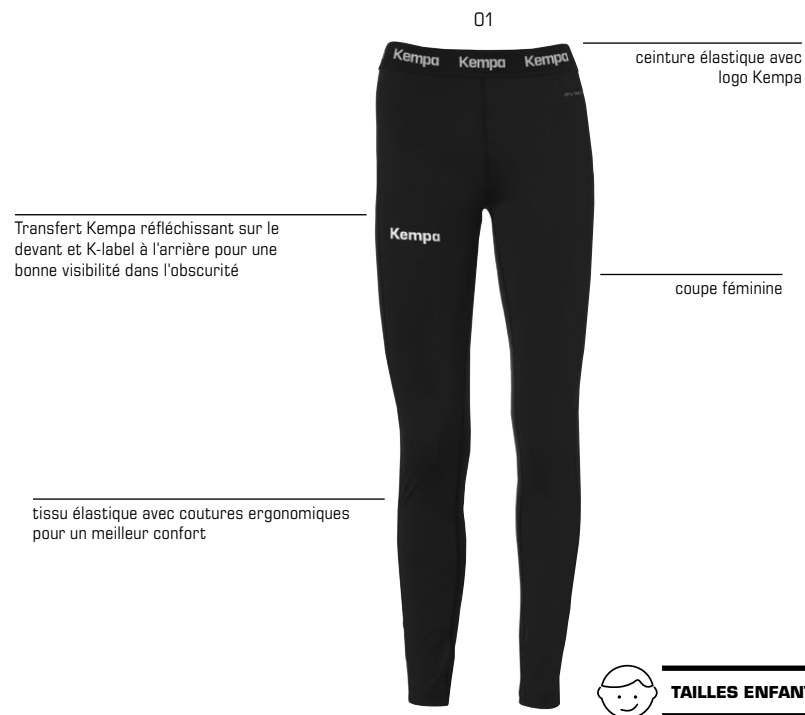 01
Kempa Kempa Kempa
ceinture élastique avec
logo Kempa
Transfert Kempa réfléchissant sur le
devant et K-label à l'arrière pour une
bonne visibilité dans l'obscurité
Kempa
coupe féminine
tissu élastique avec coutures ergonomiques
pour un meilleur confort
TAILLES ENFANT